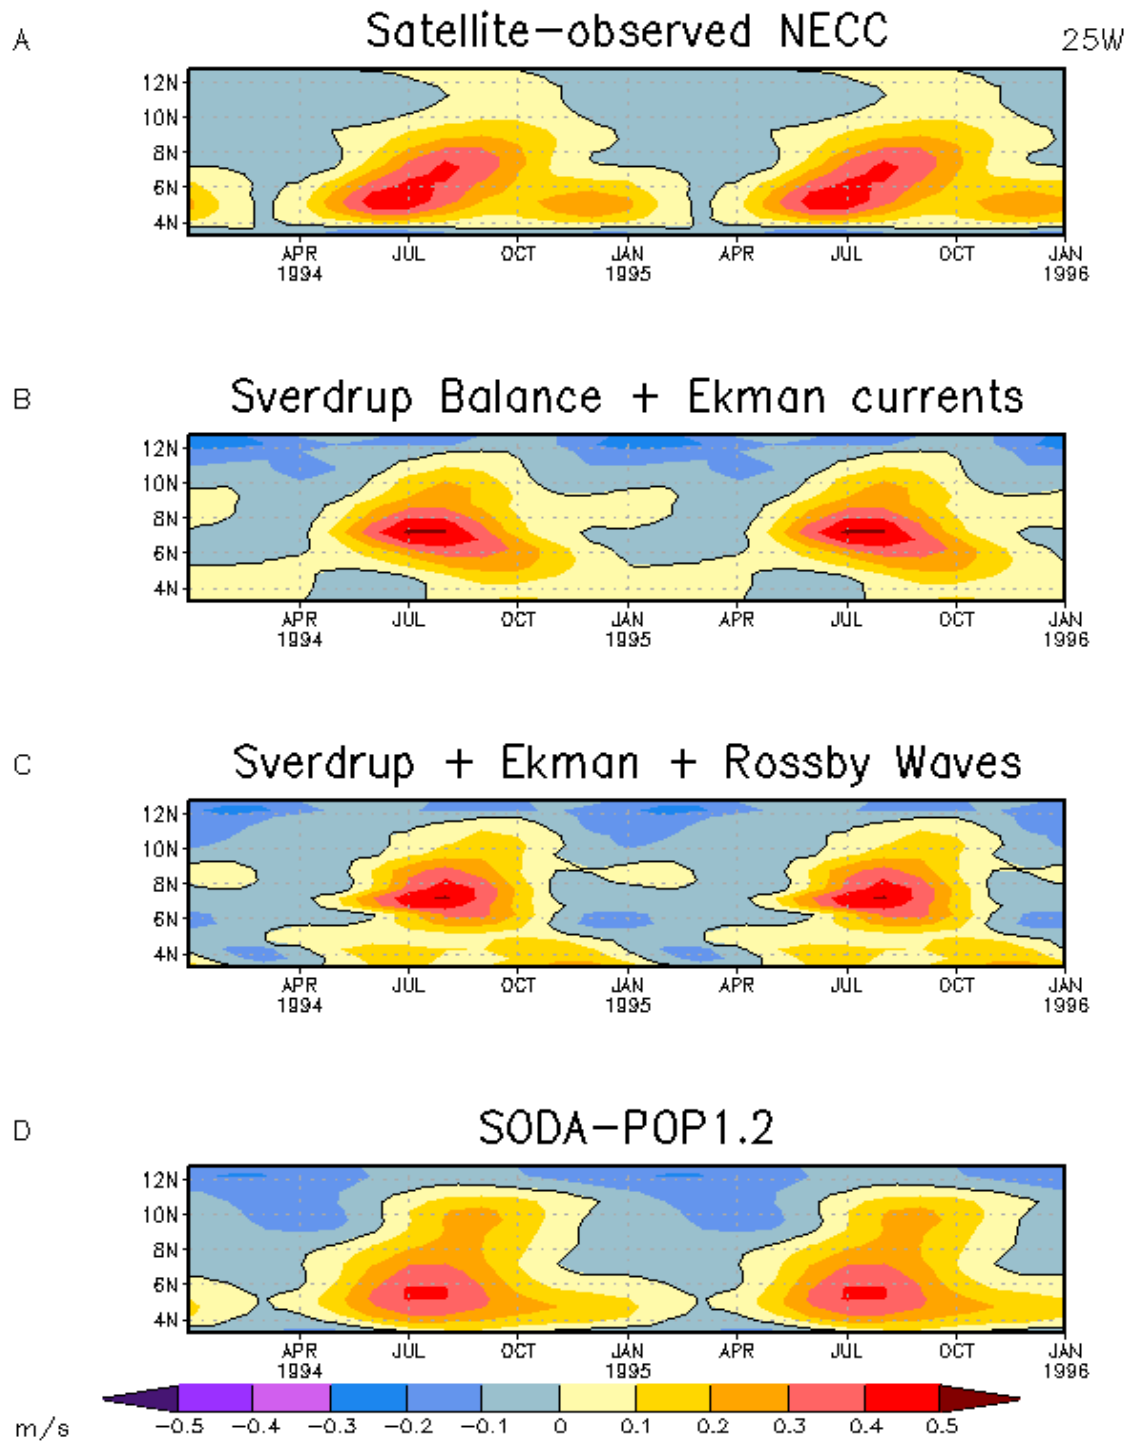 A Satellite-observed NECC 25W
12N
10N
8N
6N
4N
APR JUL OCT JAN APR JUL OCT JAN
1994 1995 1996
B Sverdrup Balance + Ekman currents
12N
10N
8N
6N
4N
APR JUL OCT JAN APR JUL OCT JAN
1994 1995 1996
C Sverdrup + Ekman + Rossby Waves
12N
10N
8N
6N
4N
APR JUL OCT JAN APR JUL OCT JAN
1994 1995 1996
D SODA-POP1.2
12N
10N
8N
6N
4N
APR JUL OCT JAN APR JUL OCT JAN
1994 1995 1996
m/s -0.5 -0.4 -0.3 -0.2 -0.1 0 0.1 0.2 0.3 0.4 0.5